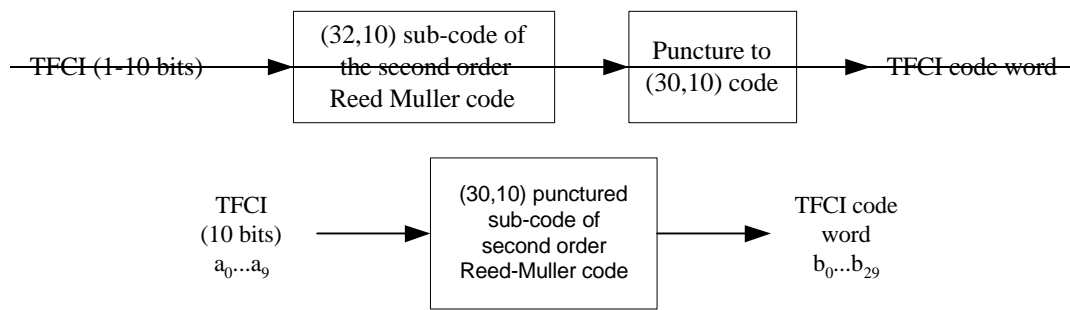 TFCI (1-10 bits)
(32,10) sub-code of
the second order
Reed Muller code
Puncture to
(30,10) code
TFCI code word
TFCI
(10 bits)
a0...a9
(30,10) punctured
sub-code of
second order
Reed-Muller code
TFCI code
word
b0...b29